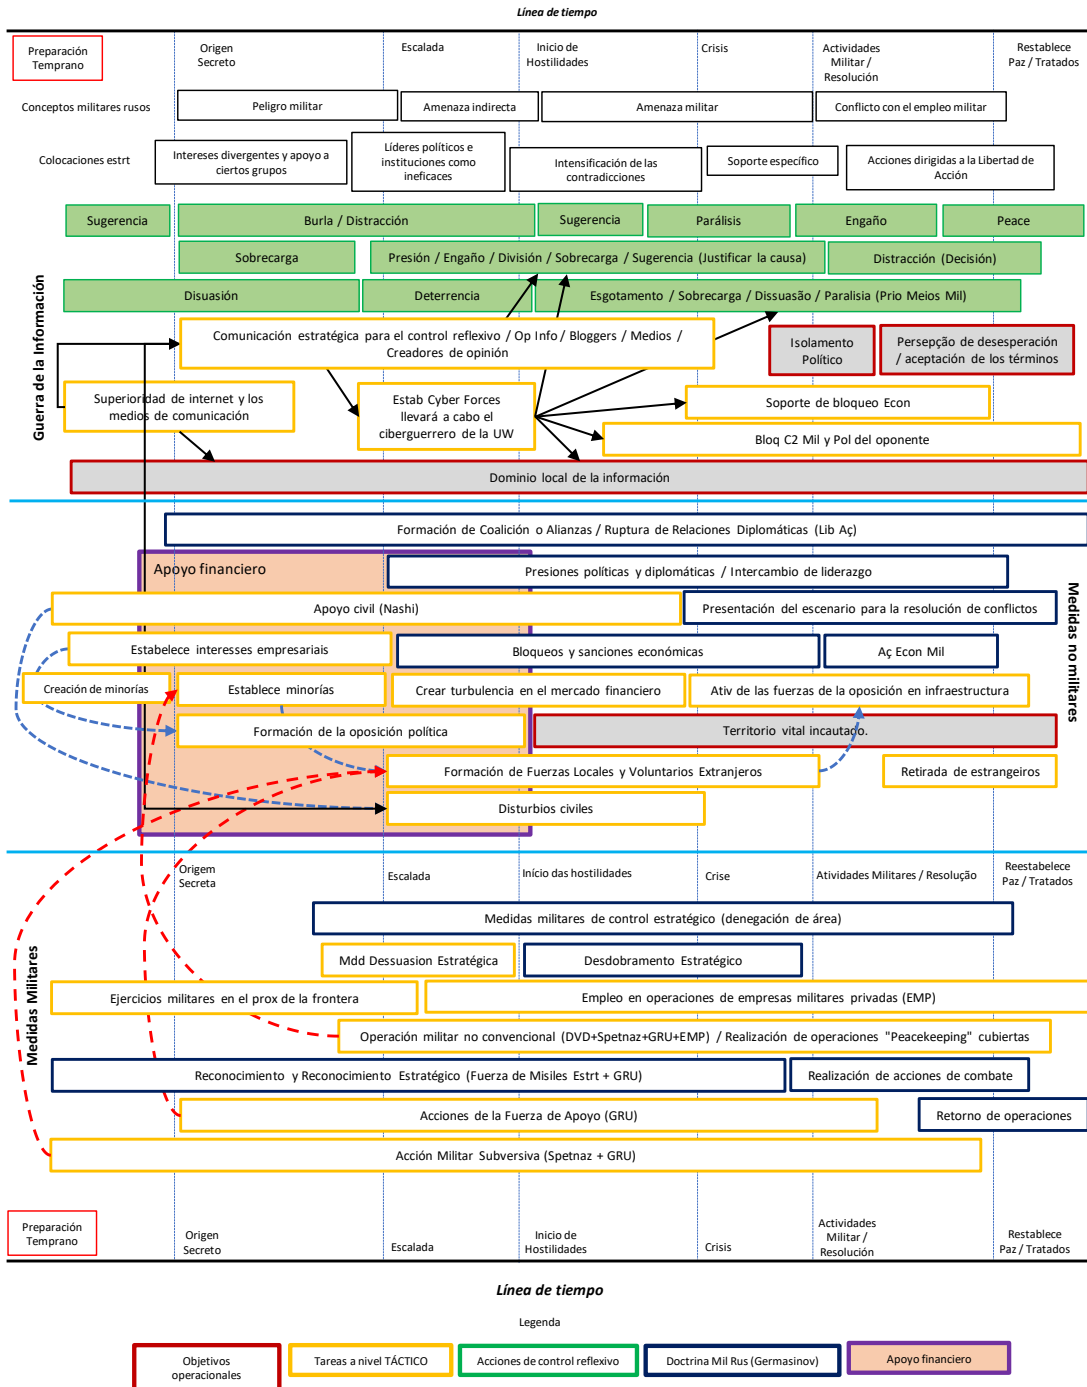 Línea de tiempo
Preparación
Temprano
Origen
Secreto
Escalada
Inicio de
Hostilidades
Crisis
Actividades
Militar /
Resolución
Restablece
Paz / Tratados
Conceptos militares rusos
Peligro militar
Amenaza indirecta
Amenaza militar
Conflicto con el empleo militar
Colocaciones estrt
Intereses divergentes y apoyo a
ciertos grupos
Líderes políticos e
instituciones como
ineficaces
Intensificación de las
contradicciones
Soporte específico
Acciones dirigidas a la Libertad de
Acción
Guerra de la Información
Sugerencia
Burla / Distracción
Sugerencia
Parálisis
Engaño
Peace
Sobrecarga
Presión / Engaño / División / Sobrecarga / Sugerencia (Justificar la causa)
Distracción (Decisión)
Disuasión
Deterrencia
Esgotamento / Sobrecarga / Dissuasão / Paralisia (Prio Meios Mil)
Comunicación estratégica para el control reflexivo / Op Info / Bloggers / Medios /
Creadores de opinión
Isolamento
Político
Persepção de desesperación
/ aceptación de los términos
Superioridad de internet y los
medios de comunicación
Estab Cyber Forces
llevará a cabo el
ciberguerrero de la UW
Soporte de bloqueo Econ
Bloq C2 Mil y Pol del oponente
Dominio local de la información
Medidas no militares
Formación de Coalición o Alianzas / Ruptura de Relaciones Diplomáticas (Lib Aç)
Apoyo financiero
Presiones políticas y diplomáticas / Intercambio de liderazgo
Apoyo civil (Nashi)
Presentación del escenario para la resolución de conflictos
Estabelece interesses empresariais
Bloqueos y sanciones económicas
Aç Econ Mil
Creación de minorías
Establece minorías
Crear turbulencia en el mercado financiero
Ativ de las fuerzas de la oposición en infraestructura
Formación de la oposición política
Territorio vital incautado.
Formación de Fuerzas Locales y Voluntarios Extranjeros
Retirada de estrangeiros
Disturbios civiles
Origem
Secreta
Escalada
Início das hostilidades
Crise
Atividades Militares / Resolução
Reestabelece
Paz / Tratados
Medidas Militares
Medidas militares de control estratégico (denegación de área)
Mdd Dessuasion Estratégica
Desdobramento Estratégico
Ejercicios militares en el prox de la frontera
Empleo en operaciones de empresas militares privadas (EMP)
Operación militar no convencional (DVD+Spetnaz+GRU+EMP) / Realización de operaciones "Peacekeeping" cubiertas
Reconocimiento y Reconocimiento Estratégico (Fuerza de Misiles Estrt + GRU)
Realización de acciones de combate
Acciones de la Fuerza de Apoyo (GRU)
Retorno de operaciones
Acción Militar Subversiva (Spetnaz + GRU)
Preparación
Temprano
Origen
Secreto
Escalada
Inicio de
Hostilidades
Crisis
Actividades
Militar /
Resolución
Restablece
Paz / Tratados
Línea de tiempo
Legenda
Objetivos
operacionales
Tareas a nivel TÁCTICO
Acciones de control reflexivo
Doctrina Mil Rus (Germasinov)
Apoyo financiero